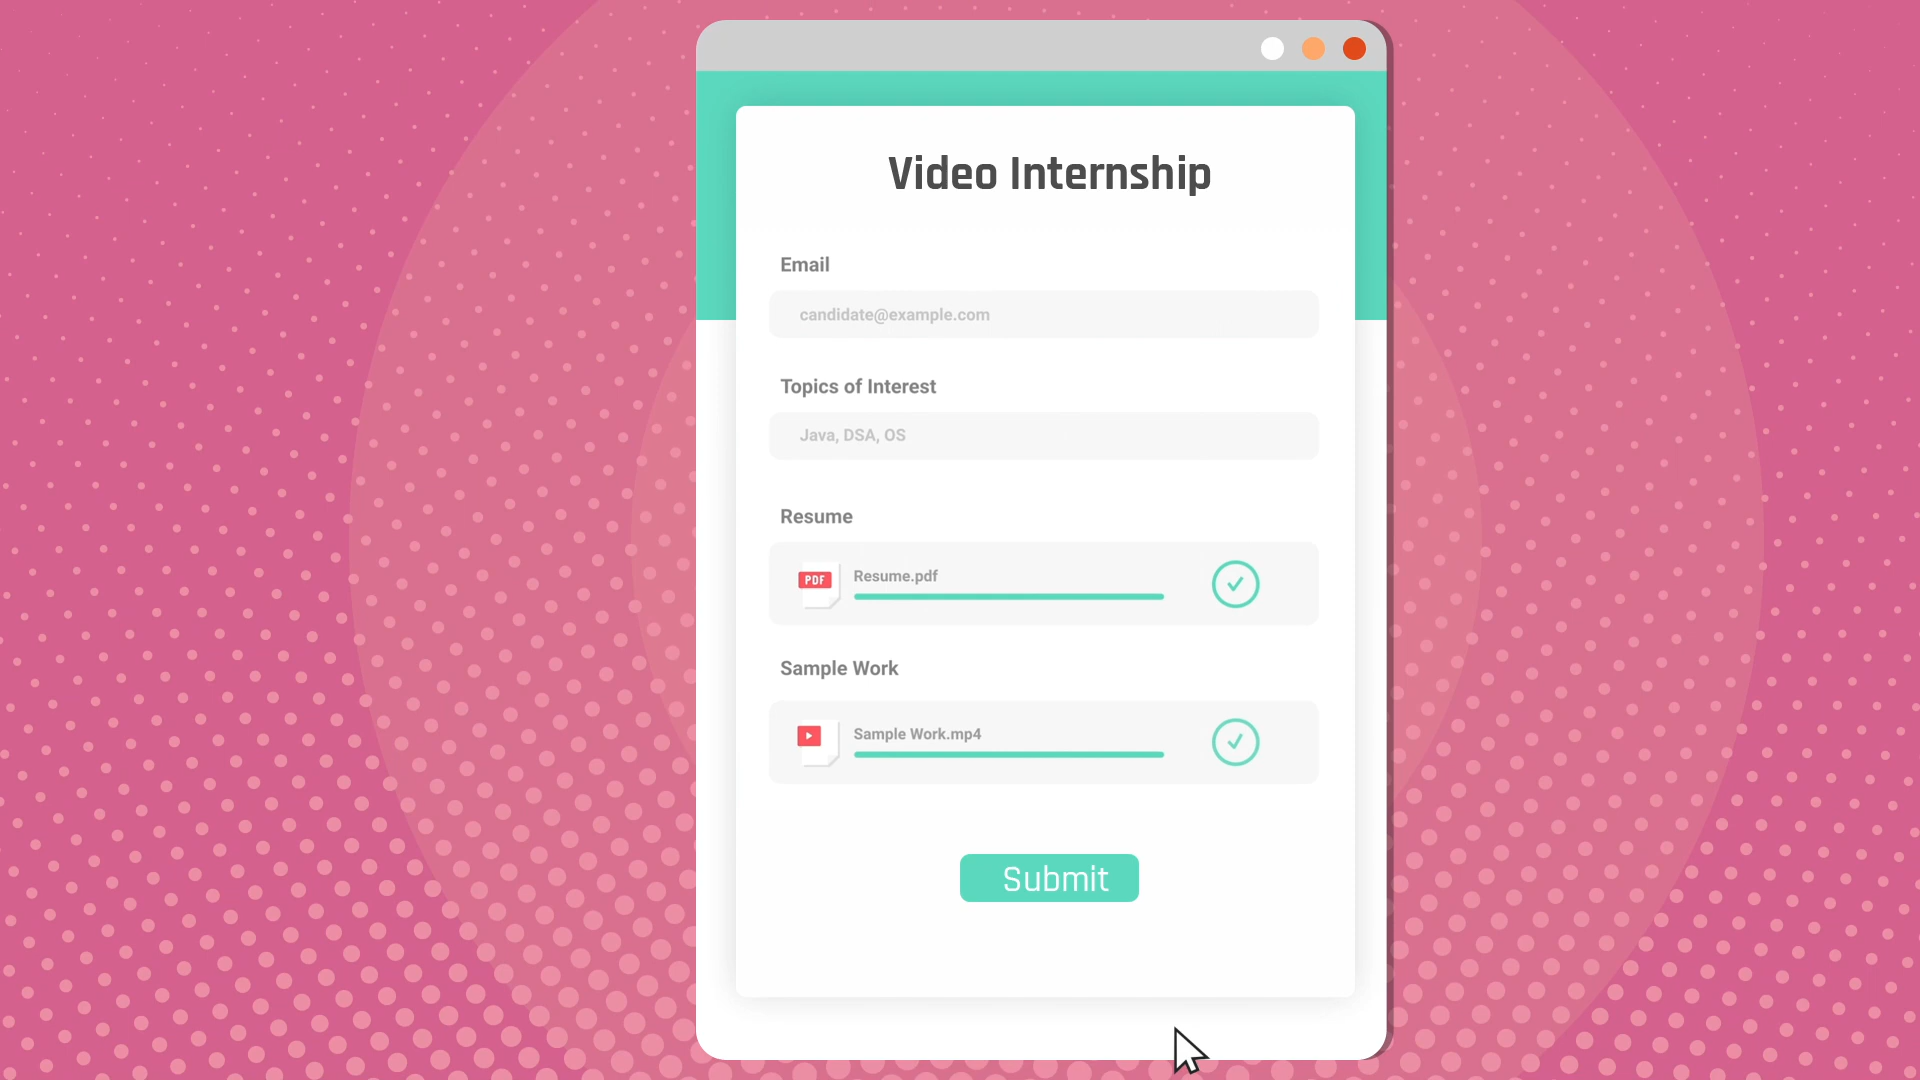 Video Internship
Email
candidate@example.com
Topics of Interest
Java, DSA, OS
Resume
PDF
Resume.pdf
Sample Work
Sample Work.mp4
Submit